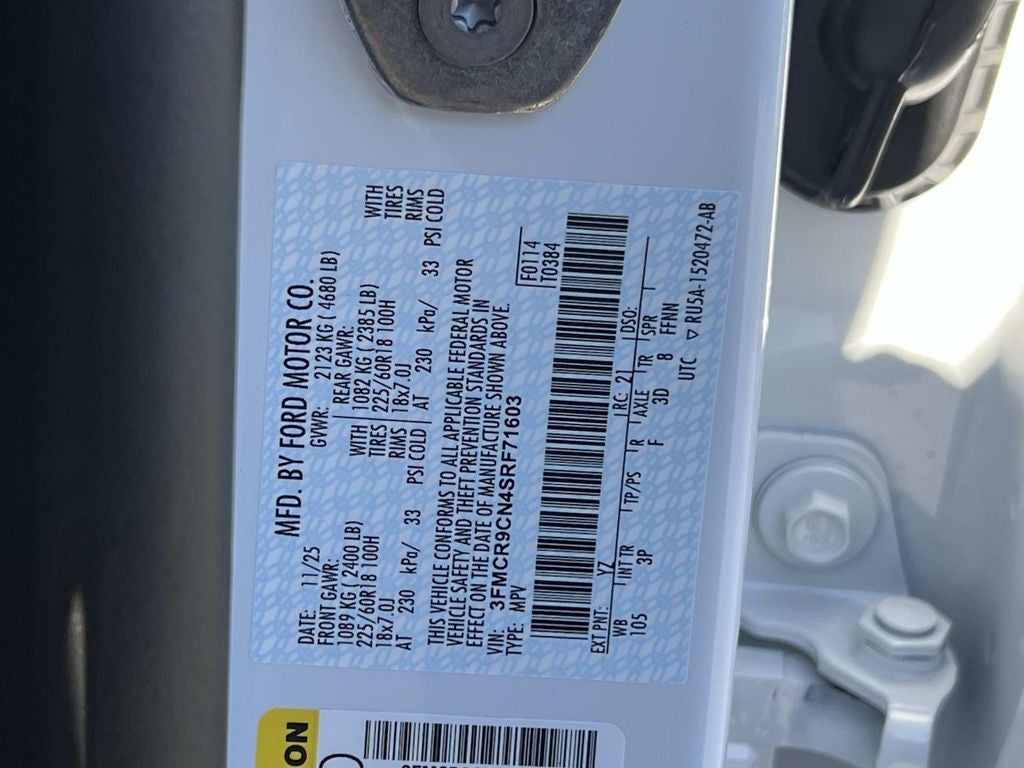 MFD. BY FORD MOTOR CO.
DATE: 11/25 GWVR: 2123 KG ( 4680 LB)
FRONT GAWR: REAR GAWR:
1089 KG ( 2400 LB) WITH 1082 KG ( 2385 LB) WITH
225/60R18 100H TIRES 225/60R18 100H TIRES
18x7.0J RIMS 18x7.0J RIMS
AT 230 kPa/ 33 PSI COLD AT 230 kPa/ 33 PSI COLD
THIS VEHICLE CONFORMS TO ALL APPLICABLE FEDERAL MOTOR
VEHICLE SAFETY AND THEFT PREVENTION STANDARDS IN
EFFECT ON THE DATE OF MANUFACTURE SHOWN ABOVE.
VIN: 3FMCR9CN4SRF71603
TYPE: MPV
F0114
T0384
EXT PNT: YZ RC: 21 DSO:
WB INTR TP/PS R AXLE TR SPR
105 3P F 3D 8 FFMN
UTC ▽ RU5A-1520472-AB
ON